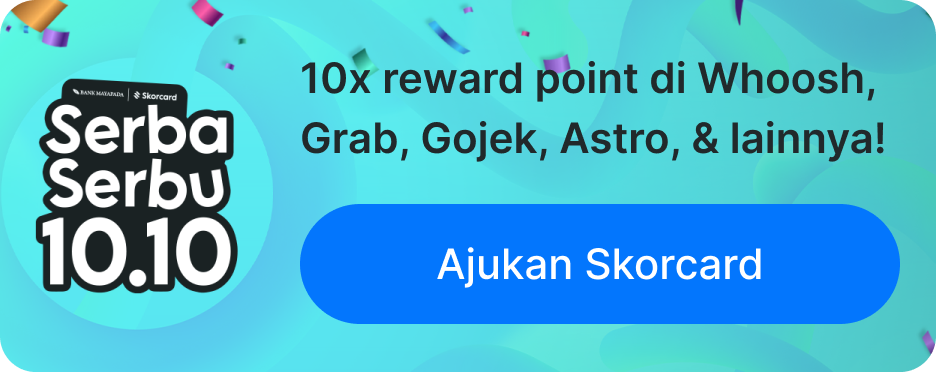 BANK MAYAPADA | Skorcard
Serba
Serbu
10.10
10x reward point di Whoosh,
Grab, Gojek, Astro, & lainnya!
Ajukan Skorcard